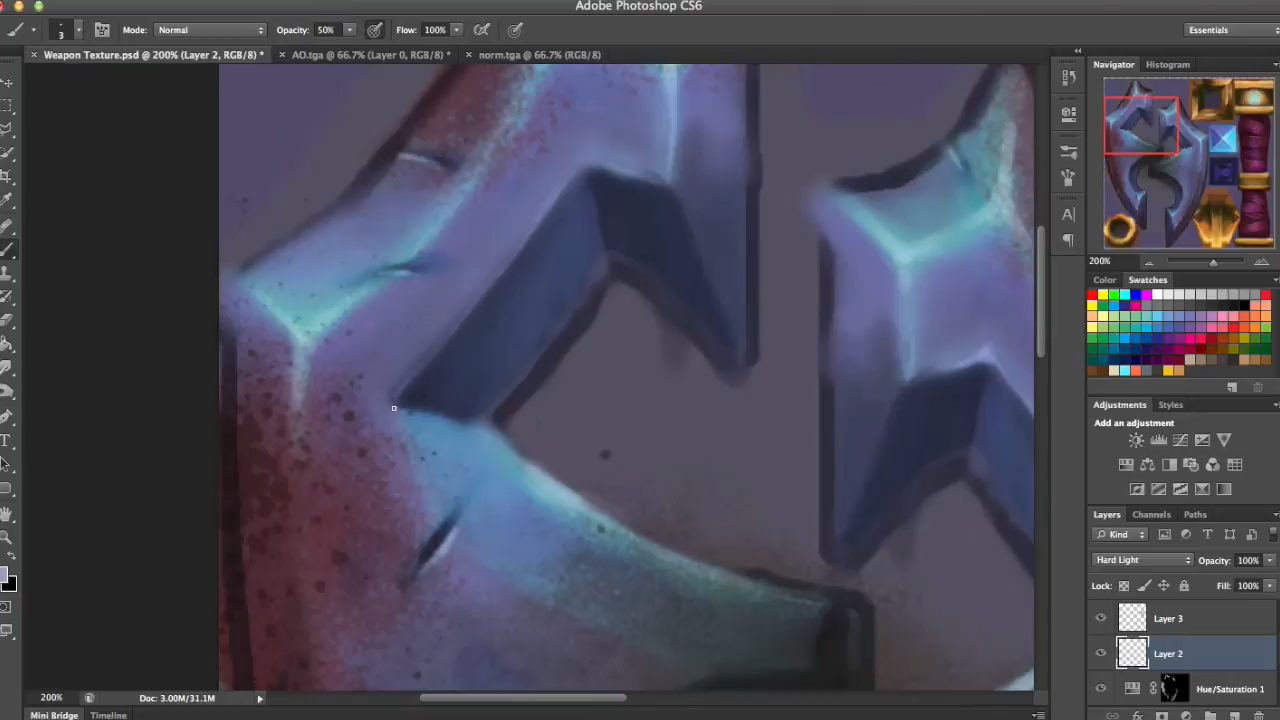 Adobe Photoshop CS6
3 Mode: Normal Opacity: 50% Flow: 100% Essentials
Weapon Texture.psd @ 200% (Layer 2, RGB/8) * AO.tga @ 66.7% (Layer 0, RGB/8) * norm.tga @ 66.7% (RGB/8)
Navigator Histogram
200%
Color Swatches
Adjustments Styles
Add an adjustment
Layers Channels Paths
Kind
Hard Light Opacity: 100%
Lock: Fill: 100%
Layer 3
Layer 2
Hue/Saturation 1
200% Doc: 3.00M/31.1M
Mini Bridge Timeline